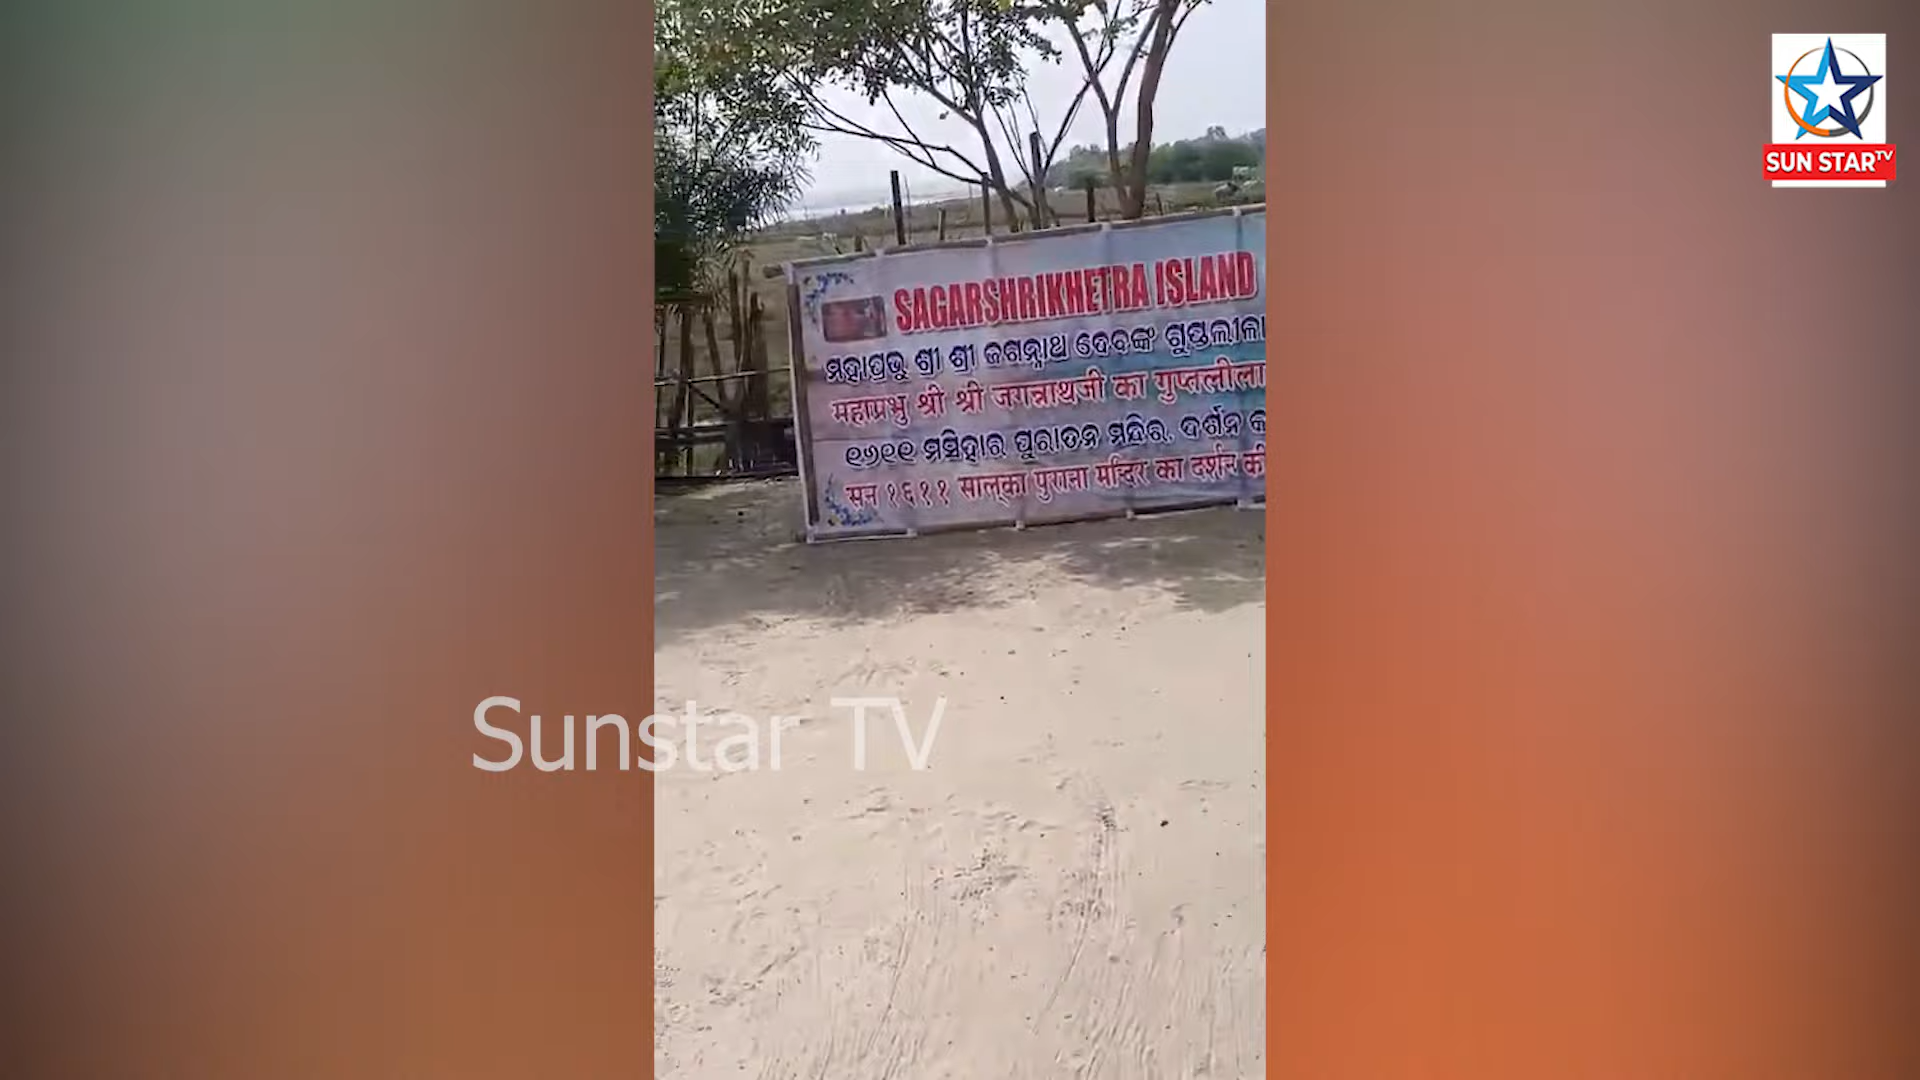 SUN STAR TV
SAGARSHRIKHETRA ISLAND
ମହାପ୍ରଭୁ ଶ୍ରୀ ଶ୍ରୀ ଜଗନ୍ନାଥ ଦେବଙ୍କ ଗୁପ୍ତଲୀଳା
महाप्रभु श्री श्री जगन्नाथजी का गुप्तलीला
୧୬୧୧ ମସିହାର ପୁରାତନ ମନ୍ଦିର, ଦର୍ଶନ
सन १६११ साल्का पुराना मन्दिर का दर्शन की
Sunstar TV